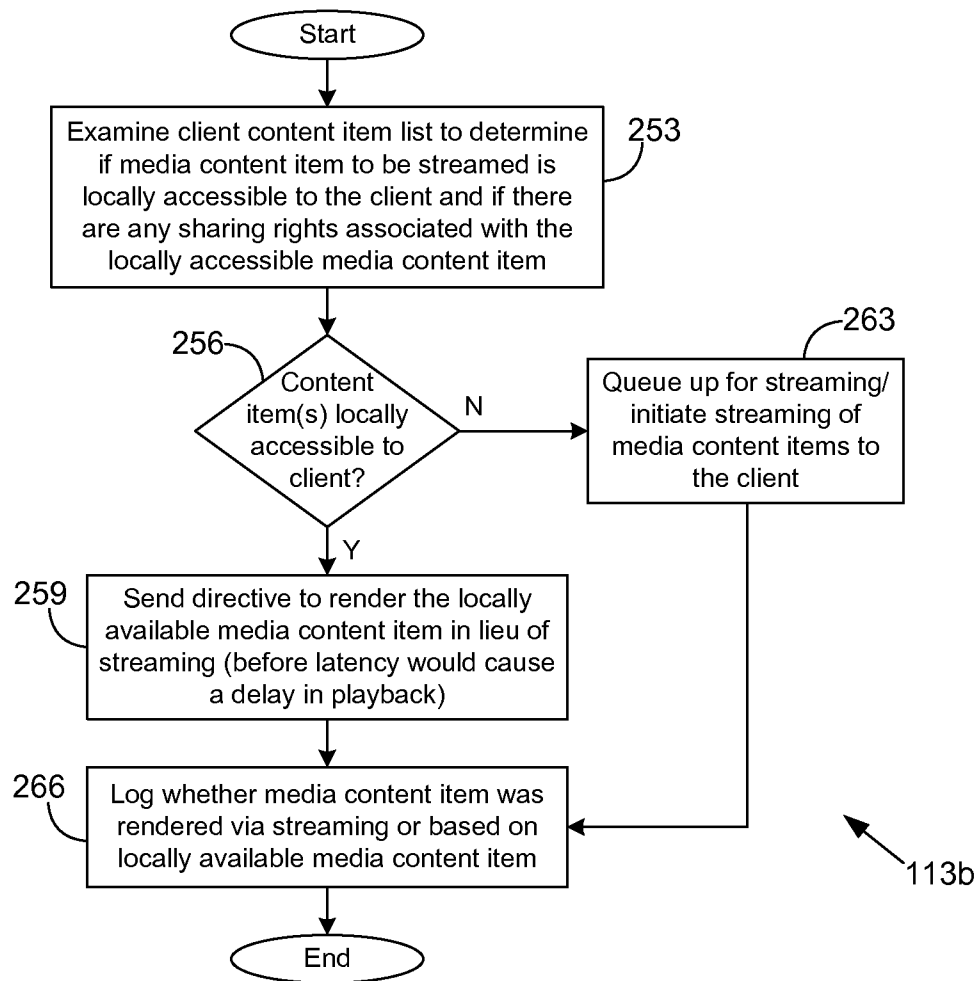 Start
Examine client content item list to determine
if media content item to be streamed is
locally accessible to the client and if there
are any sharing rights associated with the
locally accessible media content item
253
256
Content
item(s) locally
accessible to
client?
N
263
Queue up for streaming/
initiate streaming of
media content items to
the client
Y
259
Send directive to render the locally
available media content item in lieu of
streaming (before latency would cause
a delay in playback)
266
Log whether media content item was
rendered via streaming or based on
locally available media content item
113b
End